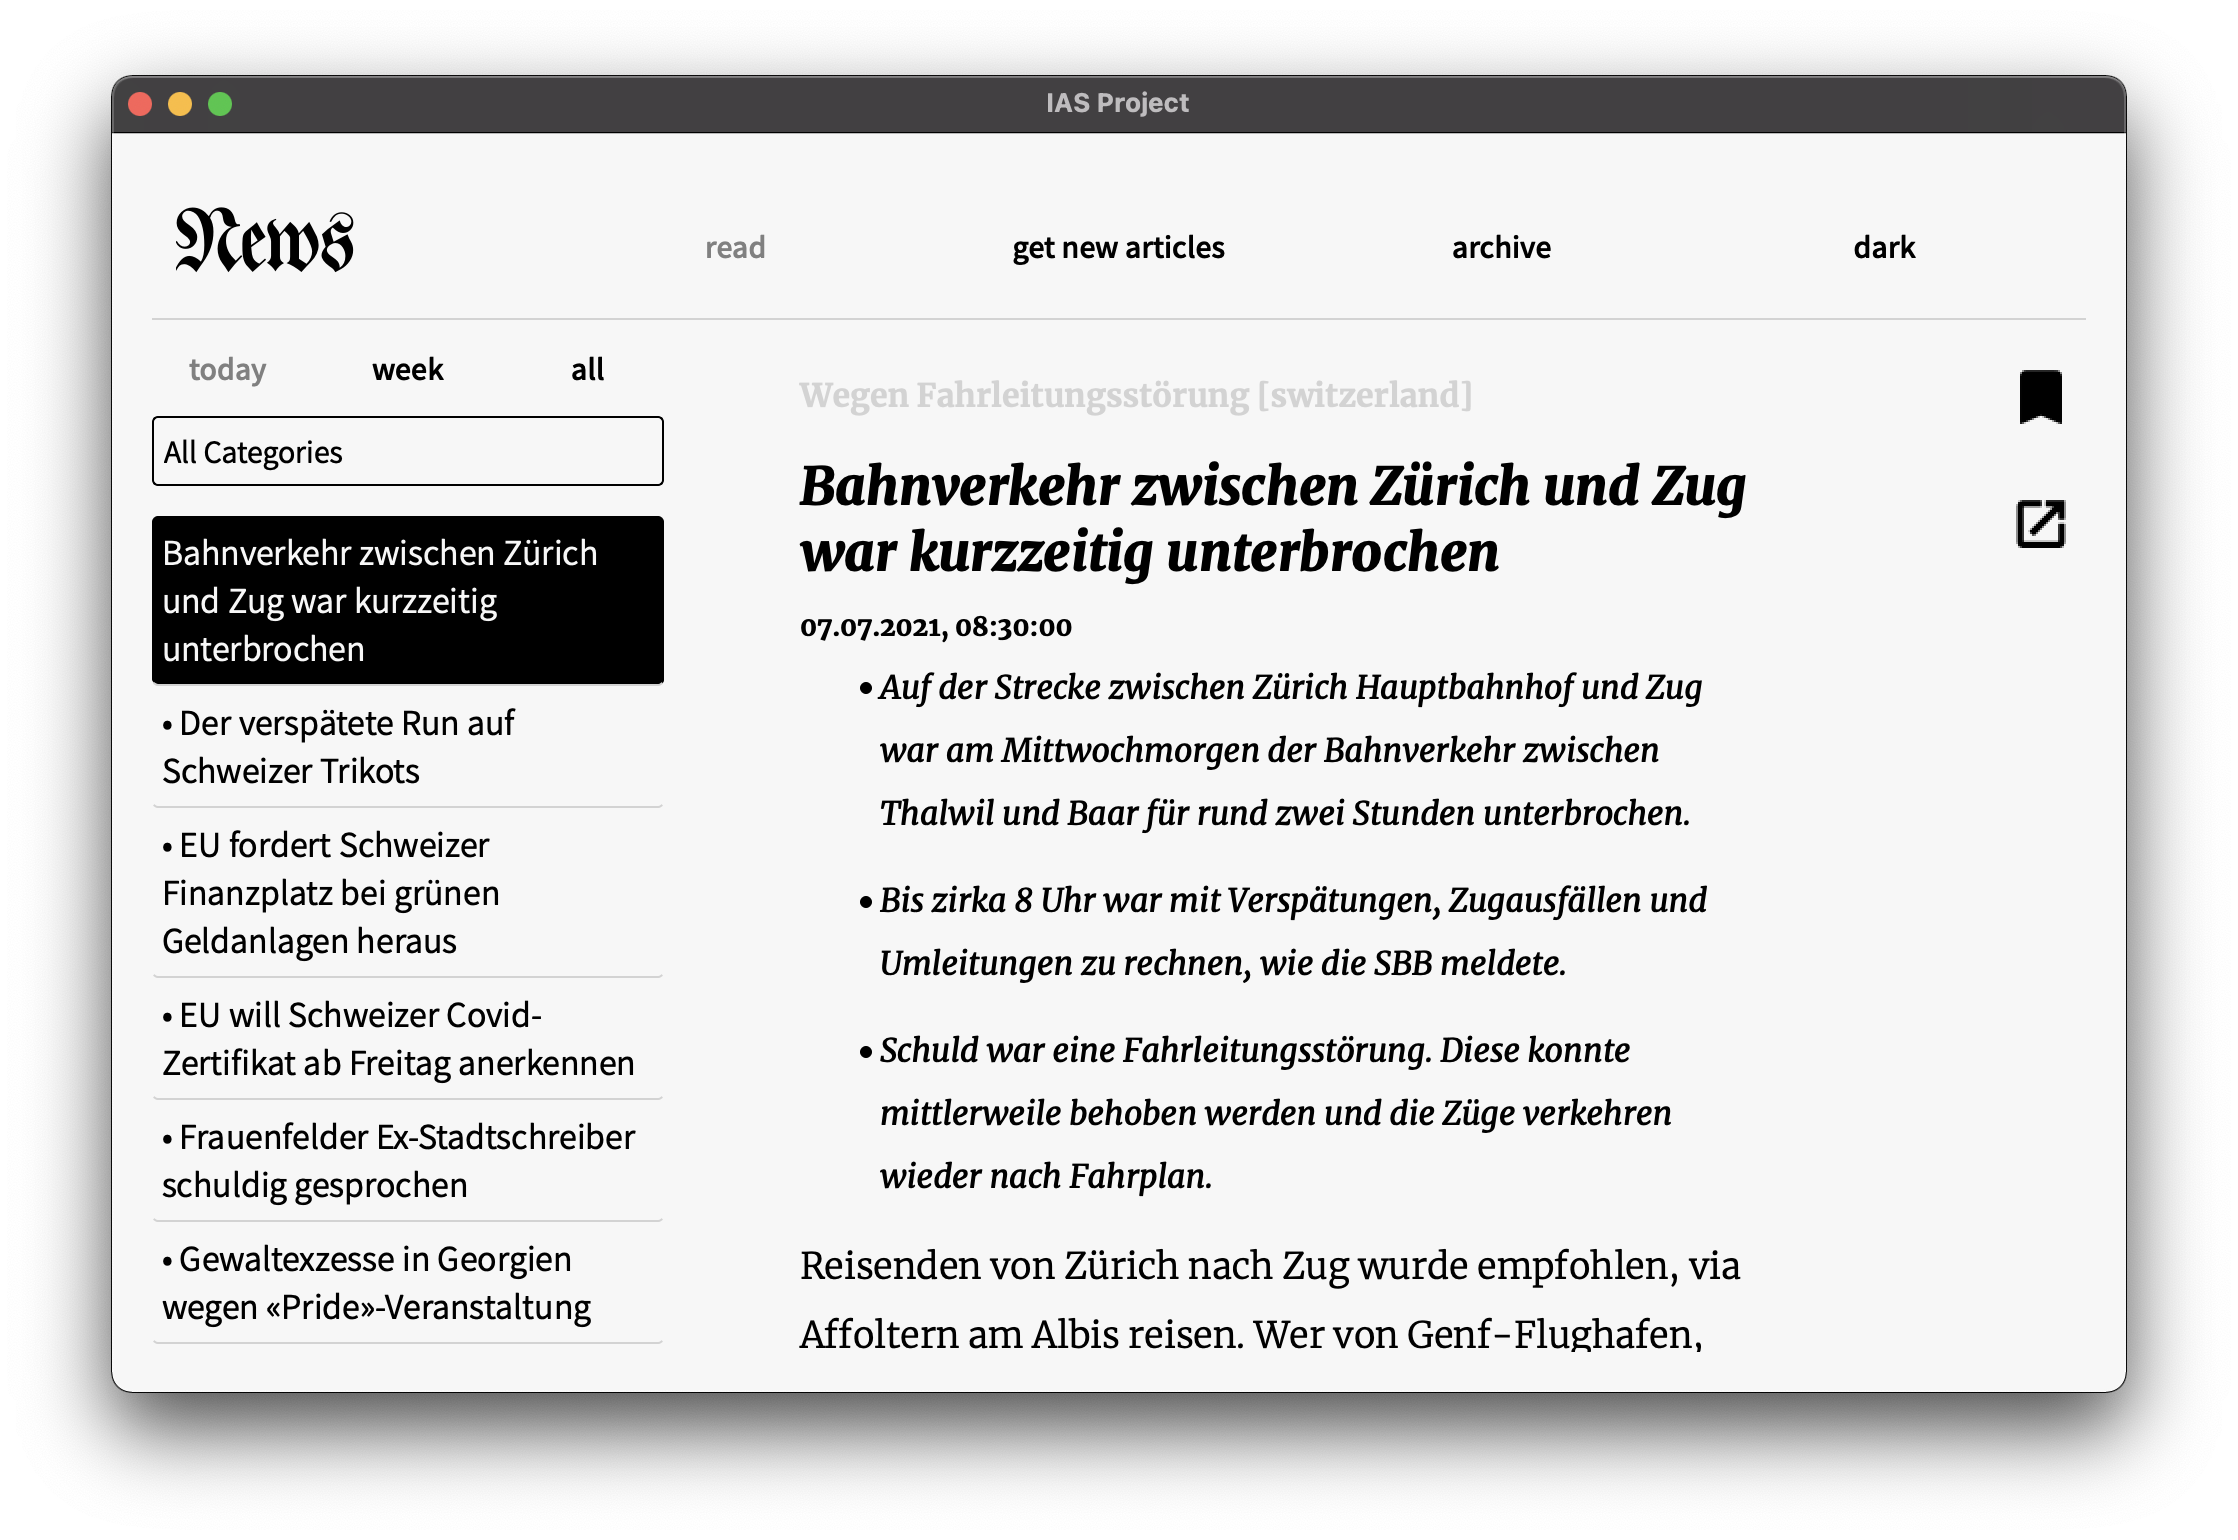 IAS Project
News
read
get new articles
archive
dark
today
week
all
All Categories
Bahnverkehr zwischen Zürich
und Zug war kurzzeitig
unterbrochen
• Der verspätete Run auf
Schweizer Trikots
• EU fordert Schweizer
Finanzplatz bei grünen
Geldanlagen heraus
• EU will Schweizer Covid-
Zertifikat ab Freitag anerkennen
• Frauenfelder Ex-Stadtschreiber
schuldig gesprochen
• Gewaltexzesse in Georgien
wegen «Pride»-Veranstaltung
Wegen Fahrleitungsstörung [switzerland]
Bahnverkehr zwischen Zürich und Zug
war kurzzeitig unterbrochen
07.07.2021, 08:30:00
• Auf der Strecke zwischen Zürich Hauptbahnhof und Zug
war am Mittwochmorgen der Bahnverkehr zwischen
Thalwil und Baar für rund zwei Stunden unterbrochen.
• Bis zirka 8 Uhr war mit Verspätungen, Zugausfällen und
Umleitungen zu rechnen, wie die SBB meldete.
• Schuld war eine Fahrleitungsstörung. Diese konnte
mittlerweile behoben werden und die Züge verkehren
wieder nach Fahrplan.
Reisenden von Zürich nach Zug wurde empfohlen, via
Affoltern am Albis reisen. Wer von Genf-Flughafen,